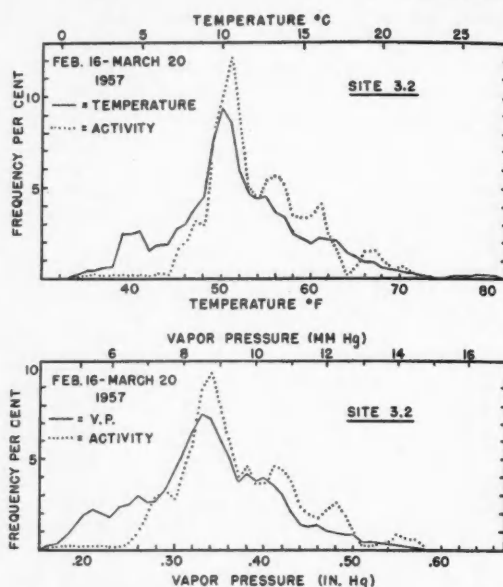 TEMPERATURE °C
0 5 10 15 20 25
FEB. 16-MARCH 20
1957
SITE 3.2
— = TEMPERATURE
····· = ACTIVITY
FREQUENCY PER CENT
10
5
40 50 60 70 80
TEMPERATURE °F
VAPOR PRESSURE (MM Hg)
6 8 10 12 14 16
FEB. 16-MARCH 20
1957
SITE 3.2
— = V.P.
····· = ACTIVITY
FREQUENCY PER CENT
10
5
.20 .30 .40 .50 .60
VAPOR PRESSURE (IN. Hg)